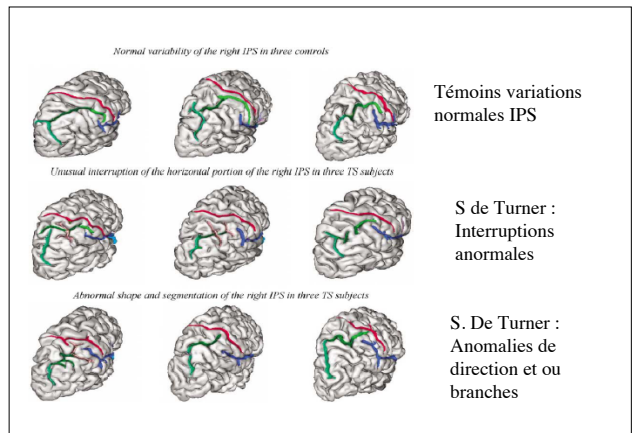 Normal variability of the right IPS in three controls
Témoins variations
normales IPS
Unusual interruption of the horizontal portion of the right IPS in three TS subjects
S de Turner :
Interruptions
anormales
Abnormal shape and segmentation of the right IPS in three TS subjects
S. De Turner :
Anomalies de
direction et ou
branches